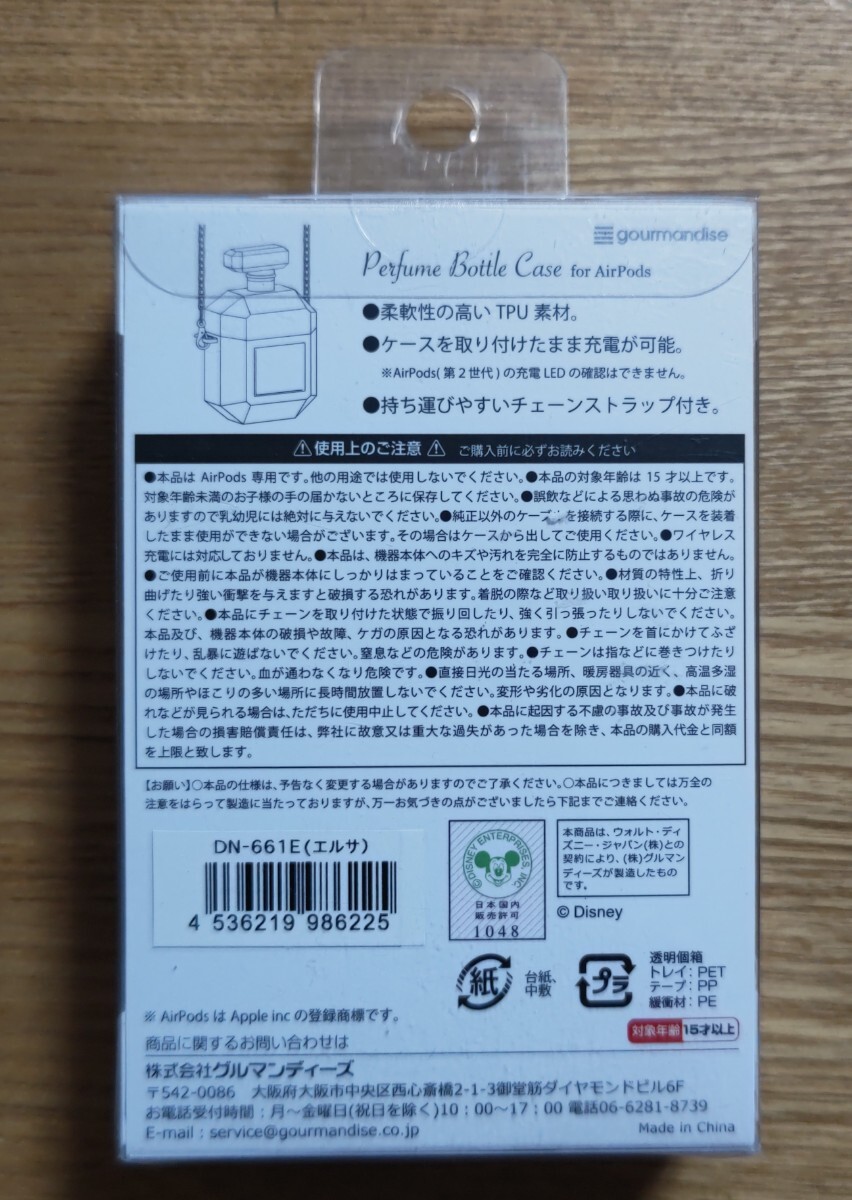 gourmandise
Perfume Bottle Case for AirPods
●柔軟性の高い TPU 素材。
●ケースを取り付けたまま充電が可能。
※AirPods(第2世代)の充電 LED の確認はできません。
●持ち運びやすいチェーンストラップ付き。
⚠使用上のご注意⚠ ご購入前に必ずお読みください
●本品は AirPods 専用です。他の用途では使用しないでください。●本品の対象年齢は 15 才以上です。
対象年齢未満のお子様の手の届かないところに保存してください。●誤飲などによる思わぬ事故の危険が
ありますので乳幼児には絶対に与えないでください。●純正以外のケーブ を接続する際に、ケースを装着
したまま使用ができない場合がございます。その場合はケースから出してご使用ください。●ワイヤレス
充電には対応しておりません。●本品は、機器本体へのキズや汚れを完全に防止するものではありません。
●ご使用前に本品が機器本体にしっかりはまっていることをご確認ください。●材質の特性上、折り
曲げたり強い衝撃を与えますと破損する恐れがあります。着脱の際など取り扱い取り扱いに十分ご注意
ください。●本品にチェーンを取り付けた状態で振り回したり、強く引っ張ったりしないでください。
本品及び、機器本体の破損や故障、ケガの原因となる恐れがあります。●チェーンを首にかけてふざ
けたり、乱暴に遊ばないでください。窒息などの危険があります。●チェーンは指などに巻きつけたり
しないでください。血が通わなくなり危険です。●直接日光の当たる場所、暖房器具の近く、高温多湿
の場所やほこりの多い場所に長時間放置しないでください。変形や劣化の原因となります。●本品に破
れなどが見られる場合は、ただちに使用中止してください。●本品に起因する不慮の事故及び事故が発生
した場合の損害賠償責任は、弊社に故意又は重大な過失があった場合を除き、本品の購入代金と同額
を上限と致します。
【お願い】○本品の仕様は、予告なく変更する場合がありますのでご了承ください。○本品につきましては万全の
注意をはらって製造に当たっておりますが、万一お気づきの点がございましたら下記までご連絡ください。
DN-661E(エルサ)
4 536219 986225
©DISNEY ENTERPRISES, INC.
日本国内
販売許可
1048
本商品は、ウォルト・ディ
ズニー・ジャパン(株)との
契約により、(株)グルマン
ディーズが製造したもの
です。
© Disney
紙
台紙、
中敷
プラ
透明個箱
トレイ：PET
テープ：PP
緩衝材：PE
※ AirPods は Apple inc の登録商標です。
対象年齢 15才以上
商品に関するお問い合わせは
株式会社グルマンディーズ
〒542-0086 大阪府大阪市中央区西心斎橋2-1-3御堂筋ダイヤモンドビル6F
お電話受付時間：月～金曜日(祝日を除く)10：00～17：00 電話06-6281-8739
E-mail：service@gourmandise.co.jp
Made in China